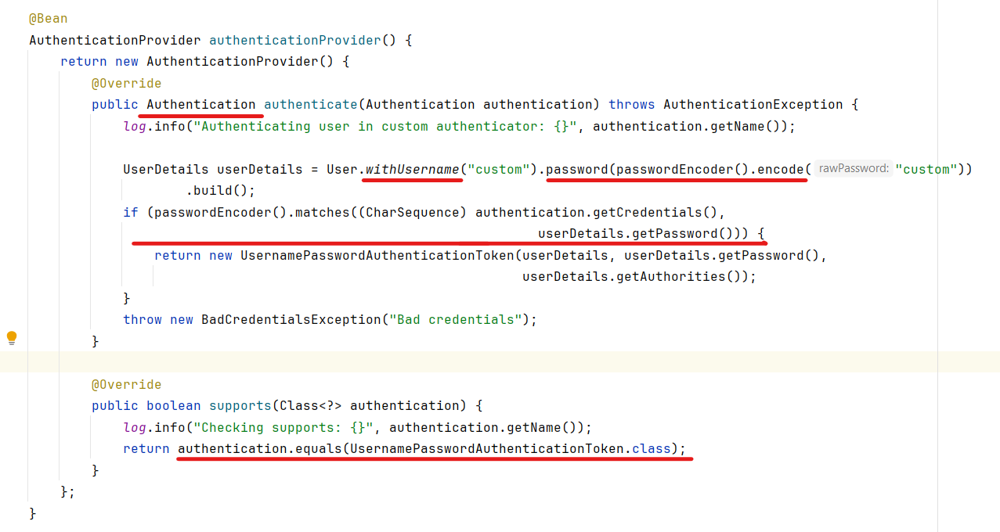 @Bean
AuthenticationProvider authenticationProvider() {
    return new AuthenticationProvider() {
        @Override
        public Authentication authenticate(Authentication authentication) throws AuthenticationException {
            log.info("Authenticating user in custom authenticator: {}", authentication.getName());
            UserDetails userDetails = User.withUsername("custom").password(passwordEncoder().encode( rawPassword: "custom"))
                    .build();
            if (passwordEncoder().matches((CharSequence) authentication.getCredentials(),
                                                                 userDetails.getPassword())) {
                return new UsernamePasswordAuthenticationToken(userDetails, userDetails.getPassword(),
                                                               userDetails.getAuthorities());
            }
            throw new BadCredentialsException("Bad credentials");
        }
        @Override
        public boolean supports(Class<?> authentication) {
            log.info("Checking supports: {}", authentication.getName());
            return authentication.equals(UsernamePasswordAuthenticationToken.class);
        }
    };
}